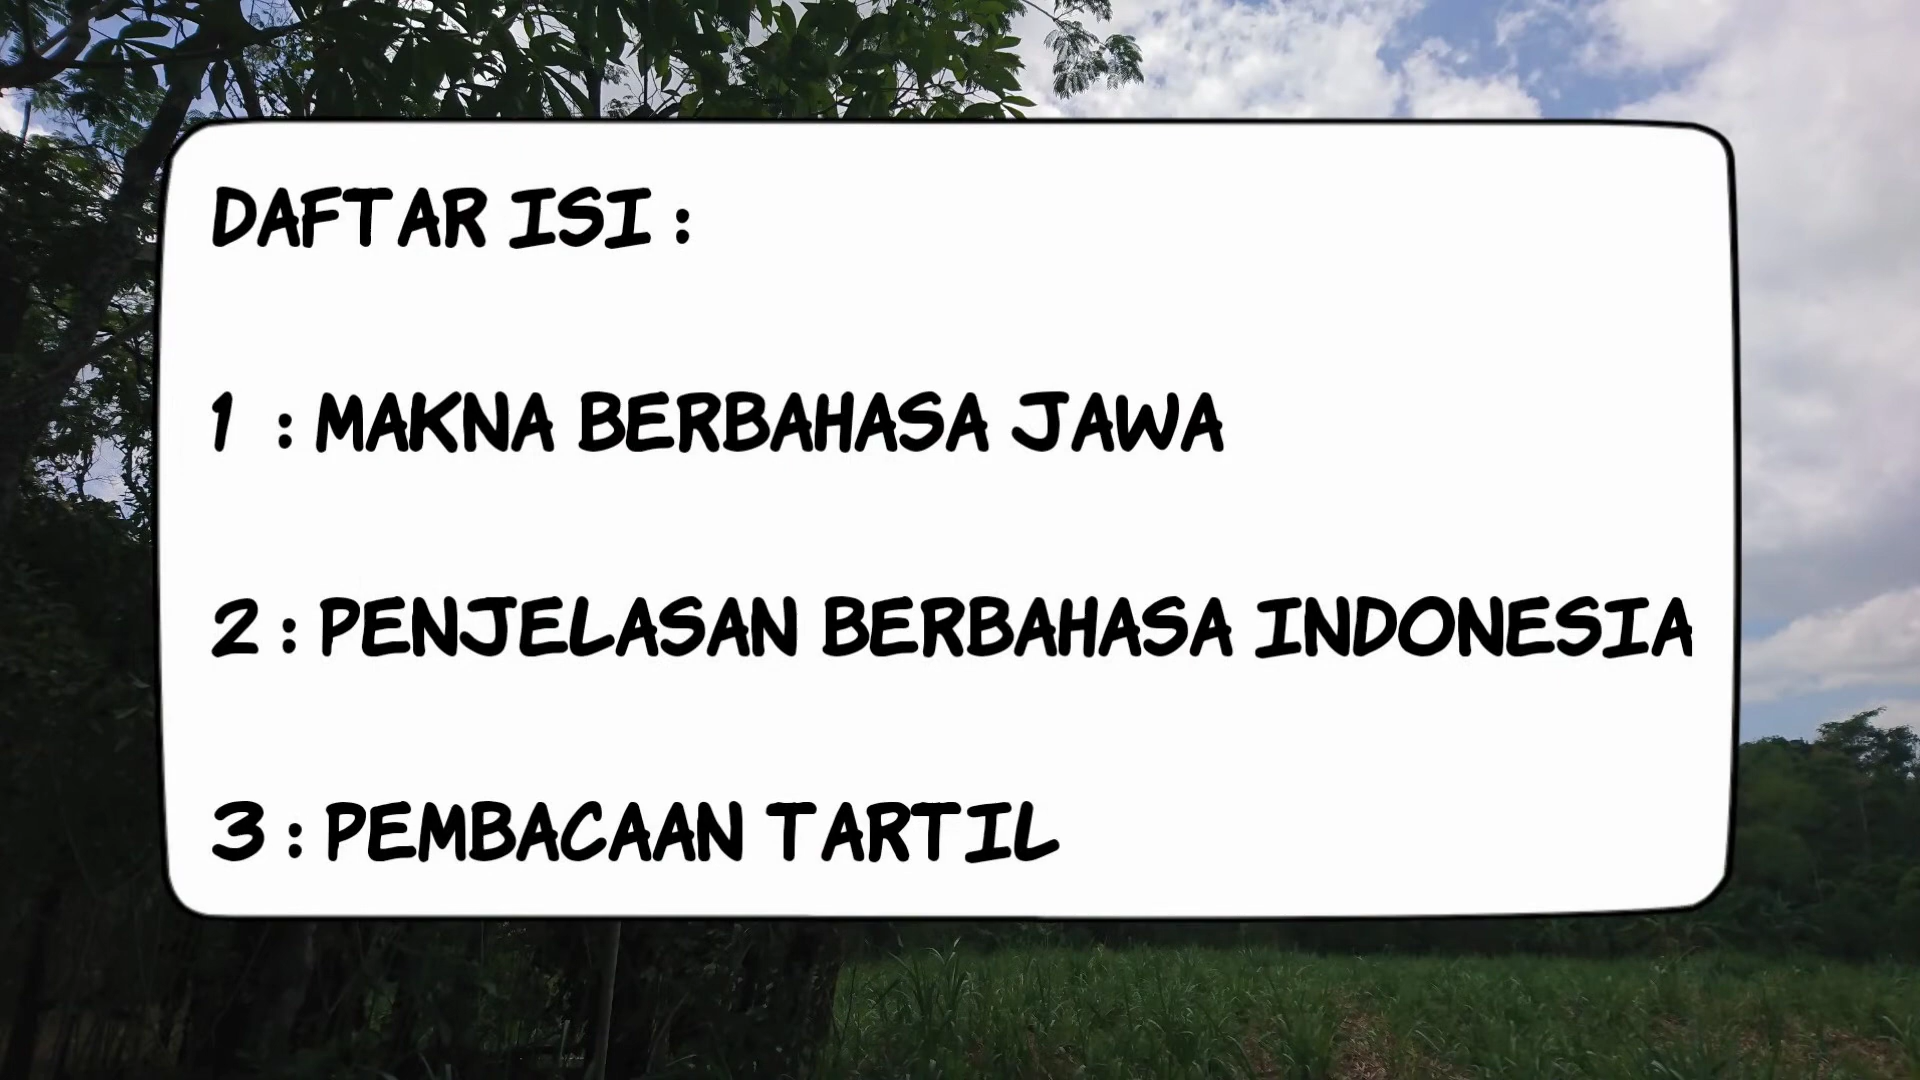 DAFTAR ISI :
1 : MAKNA BERBAHASA JAWA
2 : PENJELASAN BERBAHASA INDONESIA
3 : PEMBACAAN TARTIL